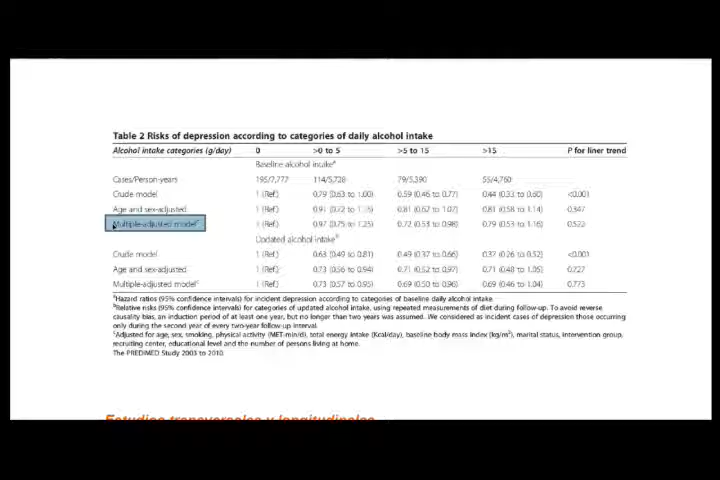 Table 2 Risks of depression according to categories of daily alcohol intake
Alcohol intake categories (g/day) 0 >0 to 5 >5 to 15 >15 P for liner trend
Baseline alcohol intakeᵃ
Cases/Person-years 195/7,777 114/5,728 79/5,390 55/4,760
Crude model 1 (Ref.) 0.79 (0.63 to 1.00) 0.59 (0.46 to 0.77) 0.44 (0.33 to 0.60) <0.001
Age and sex-adjusted 1 (Ref.) 0.91 (0.72 to 1.15) 0.81 (0.62 to 1.07) 0.81 (0.58 to 1.14) 0.347
Multiple-adjusted modelᶜ 1 (Ref.) 0.97 (0.75 to 1.25) 0.72 (0.53 to 0.98) 0.79 (0.53 to 1.16) 0.522
Updated alcohol intakeᵇ
Crude model 1 (Ref.) 0.63 (0.49 to 0.81) 0.49 (0.37 to 0.66) 0.37 (0.26 to 0.52) <0.001
Age and sex-adjusted 1 (Ref.) 0.73 (0.56 to 0.94) 0.71 (0.52 to 0.97) 0.71 (0.48 to 1.05) 0.727
Multiple-adjusted modelᶜ 1 (Ref.) 0.73 (0.57 to 0.95) 0.69 (0.50 to 0.96) 0.69 (0.46 to 1.04) 0.773
ᵃHazard ratios (95% confidence intervals) for incident depression according to categories of baseline daily alcohol intake.
ᵇRelative risks (95% confidence intervals) for categories of updated alcohol intake, using repeated measurements of diet during follow-up. To avoid reverse
causality bias, an induction period of at least one year, but no longer than two years was assumed. We considered as incident cases of depression those occurring
only during the second year of every two-year follow-up interval.
ᶜAdjusted for age, sex, smoking, physical activity (MET-min/d), total energy intake (Kcal/day), baseline body mass index (kg/m²), marital status, intervention group,
recruiting center, educational level and the number of persons living at home.
The PREDIMED Study 2003 to 2010.
Estudios transversales y longitudinales